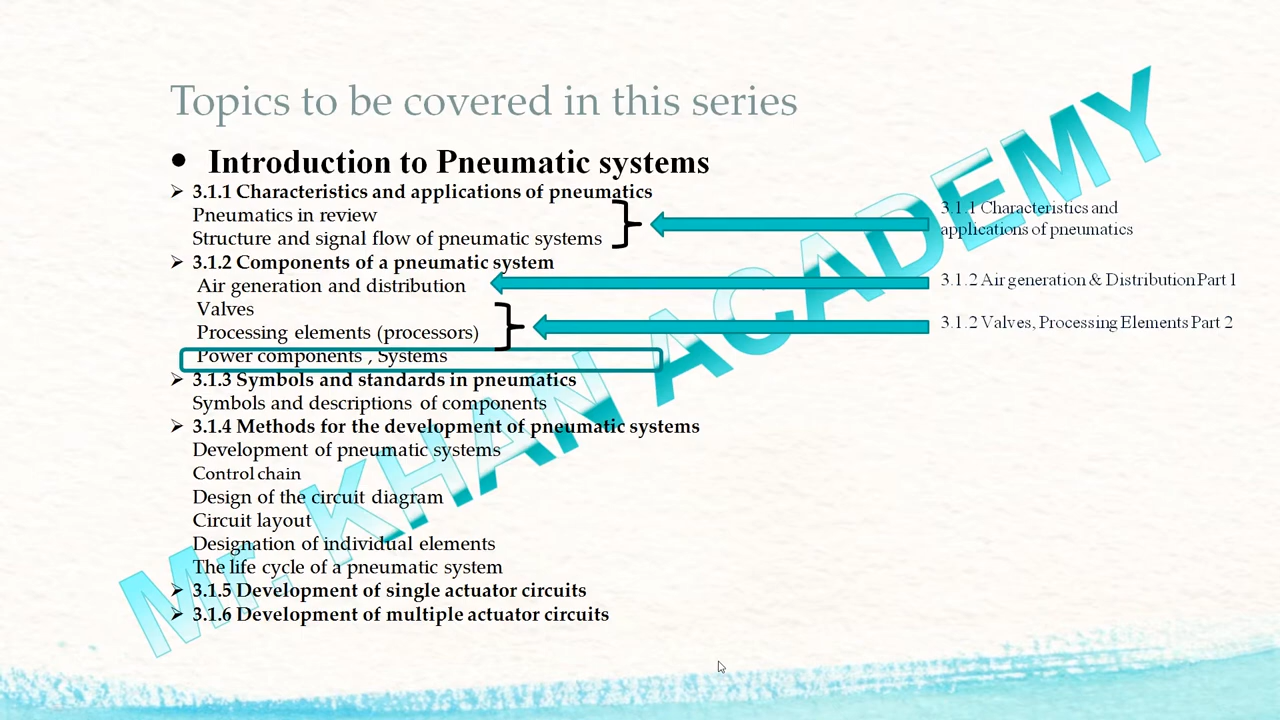 Topics to be covered in this series
• Introduction to Pneumatic systems
➢ 3.1.1 Characteristics and applications of pneumatics
Pneumatics in review
Structure and signal flow of pneumatic systems
➢ 3.1.2 Components of a pneumatic system
Air generation and distribution
Valves
Processing elements (processors)
Power components , Systems
➢ 3.1.3 Symbols and standards in pneumatics
Symbols and descriptions of components
➢ 3.1.4 Methods for the development of pneumatic systems
Development of pneumatic systems
Control chain
Design of the circuit diagram
Circuit layout
Designation of individual elements
The life cycle of a pneumatic system
➢ 3.1.5 Development of single actuator circuits
➢ 3.1.6 Development of multiple actuator circuits
3.1.1 Characteristics and
applications of pneumatics
3.1.2 Air generation & Distribution Part 1
3.1.2 Valves, Processing Elements Part 2
Mr. KHAN ACADEMY